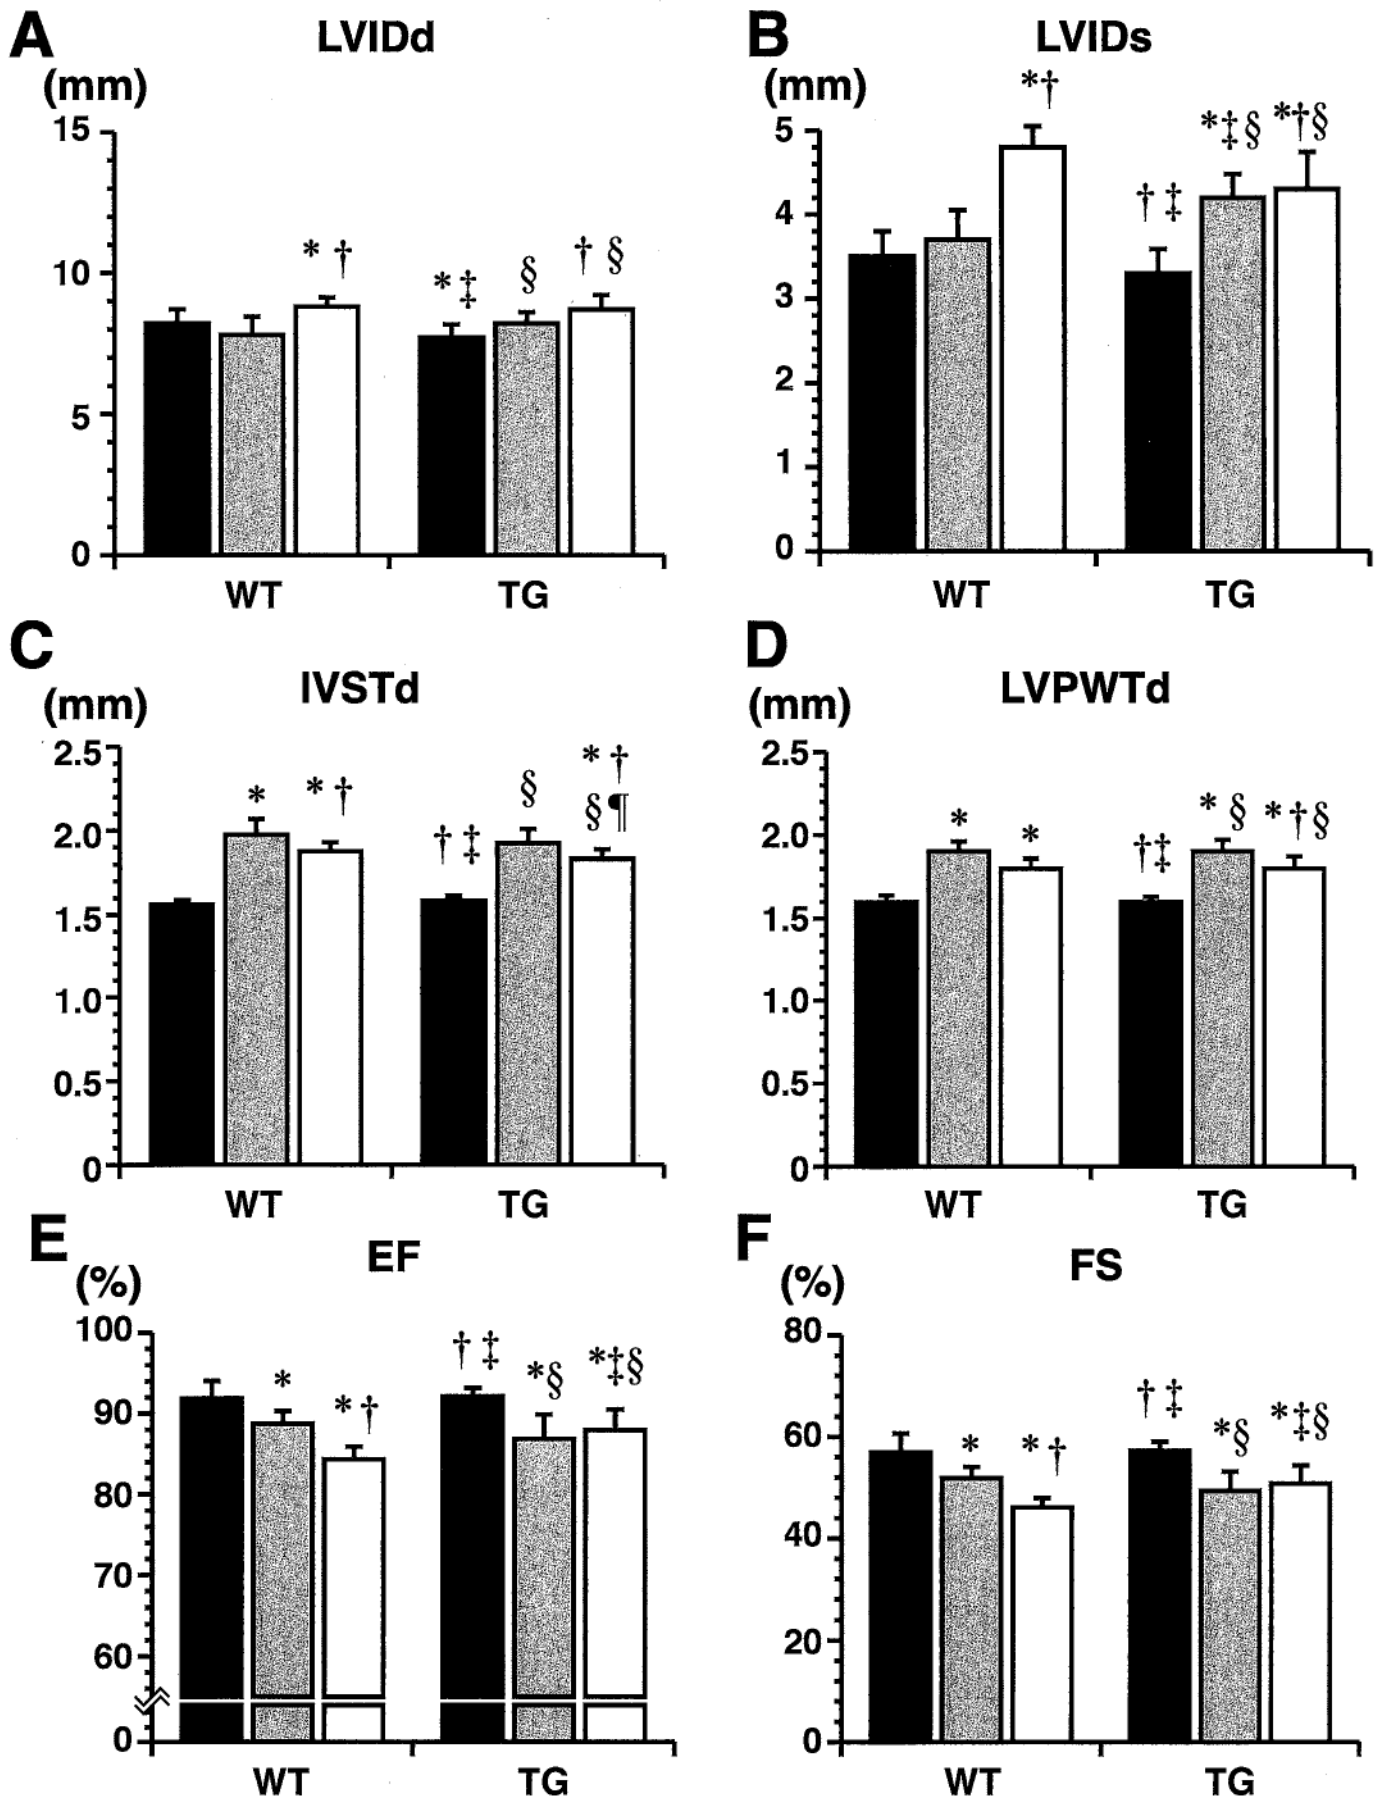 A
LVIDd
(mm)
15
10
5
0
* †
* ‡
§
† §
WT
TG
B
LVIDs
(mm)
5
4
3
2
1
0
*†
† ‡
*‡§
*†§
WT
TG
C
IVSTd
(mm)
2.5
2.0
1.5
1.0
0.5
0
*
* †
† ‡
§
* †
§¶
WT
TG
D
LVPWTd
(mm)
2.5
2.0
1.5
1.0
0.5
0
*
*
†‡
* §
*†§
WT
TG
E
EF
(%)
100
90
80
70
60
0
*
*†
† ‡
*§
*‡§
WT
TG
F
FS
(%)
80
60
40
20
0
*
*†
† ‡
*§
*‡§
WT
TG